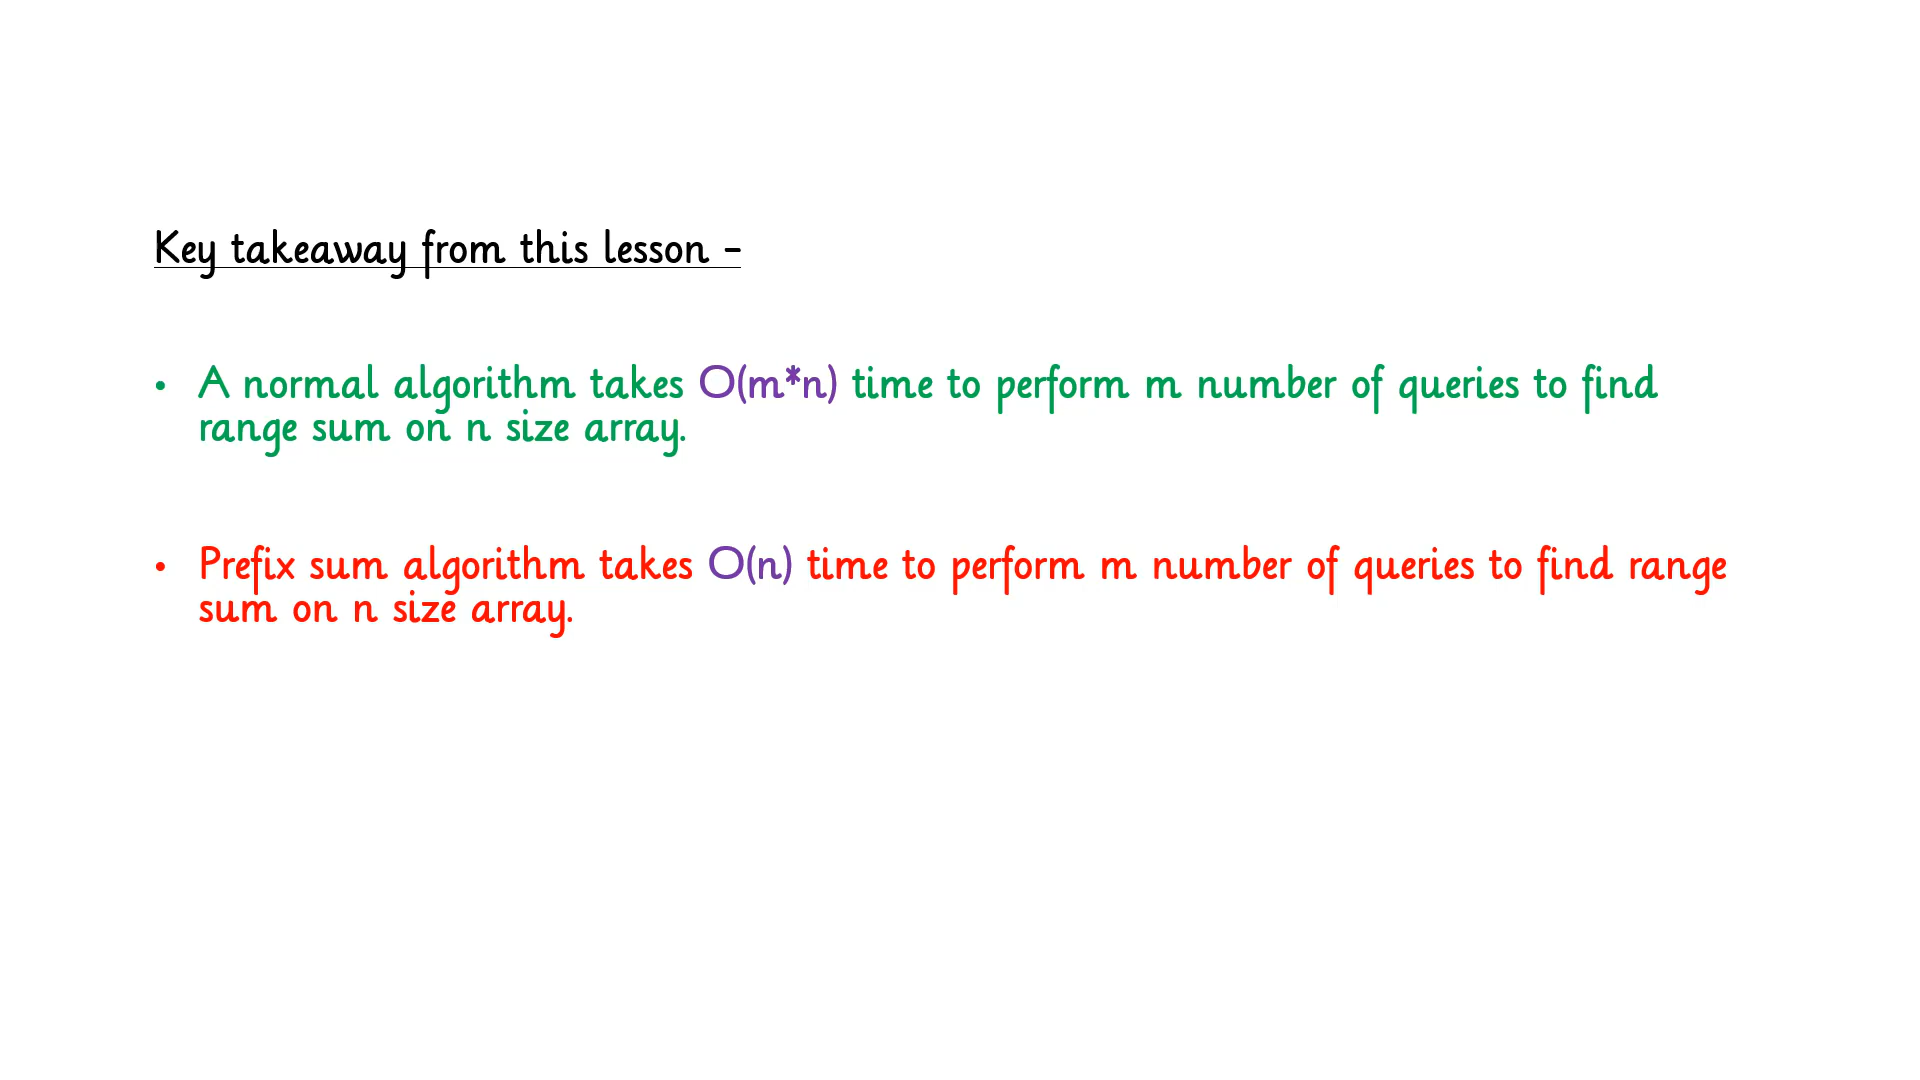 Key takeaway from this lesson -
• A normal algorithm takes O(m*n) time to perform m number of queries to find
range sum on n size array.
• Prefix sum algorithm takes O(n) time to perform m number of queries to find range
sum on n size array.